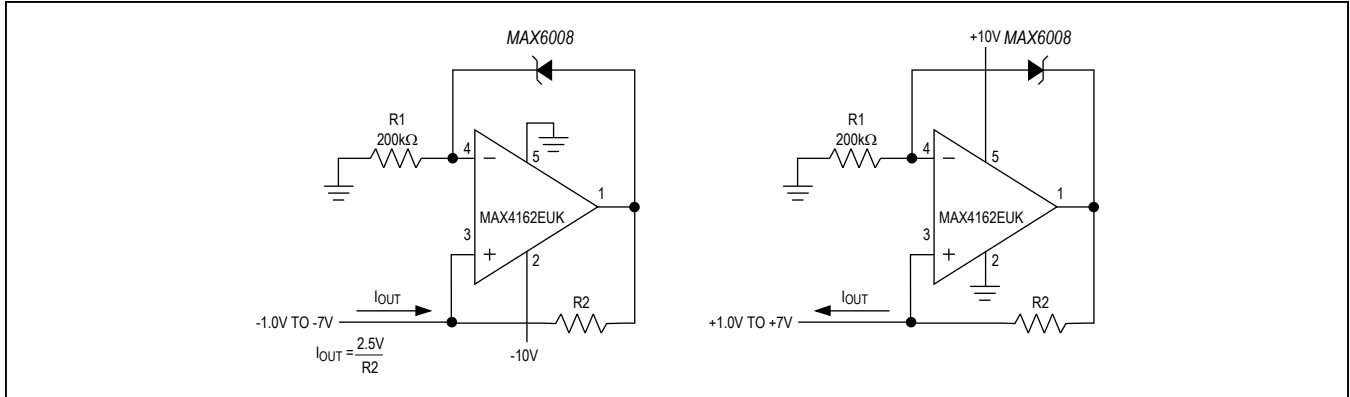 MAX6008
R1
200kΩ
4
−
5
1
MAX4162EUK
3
+
2
IOUT
R2
-1.0V TO -7V
IOUT = 2.5V
R2
-10V
+10V MAX6008
R1
200kΩ
4
−
5
1
MAX4162EUK
3
+
2
IOUT
R2
+1.0V TO +7V